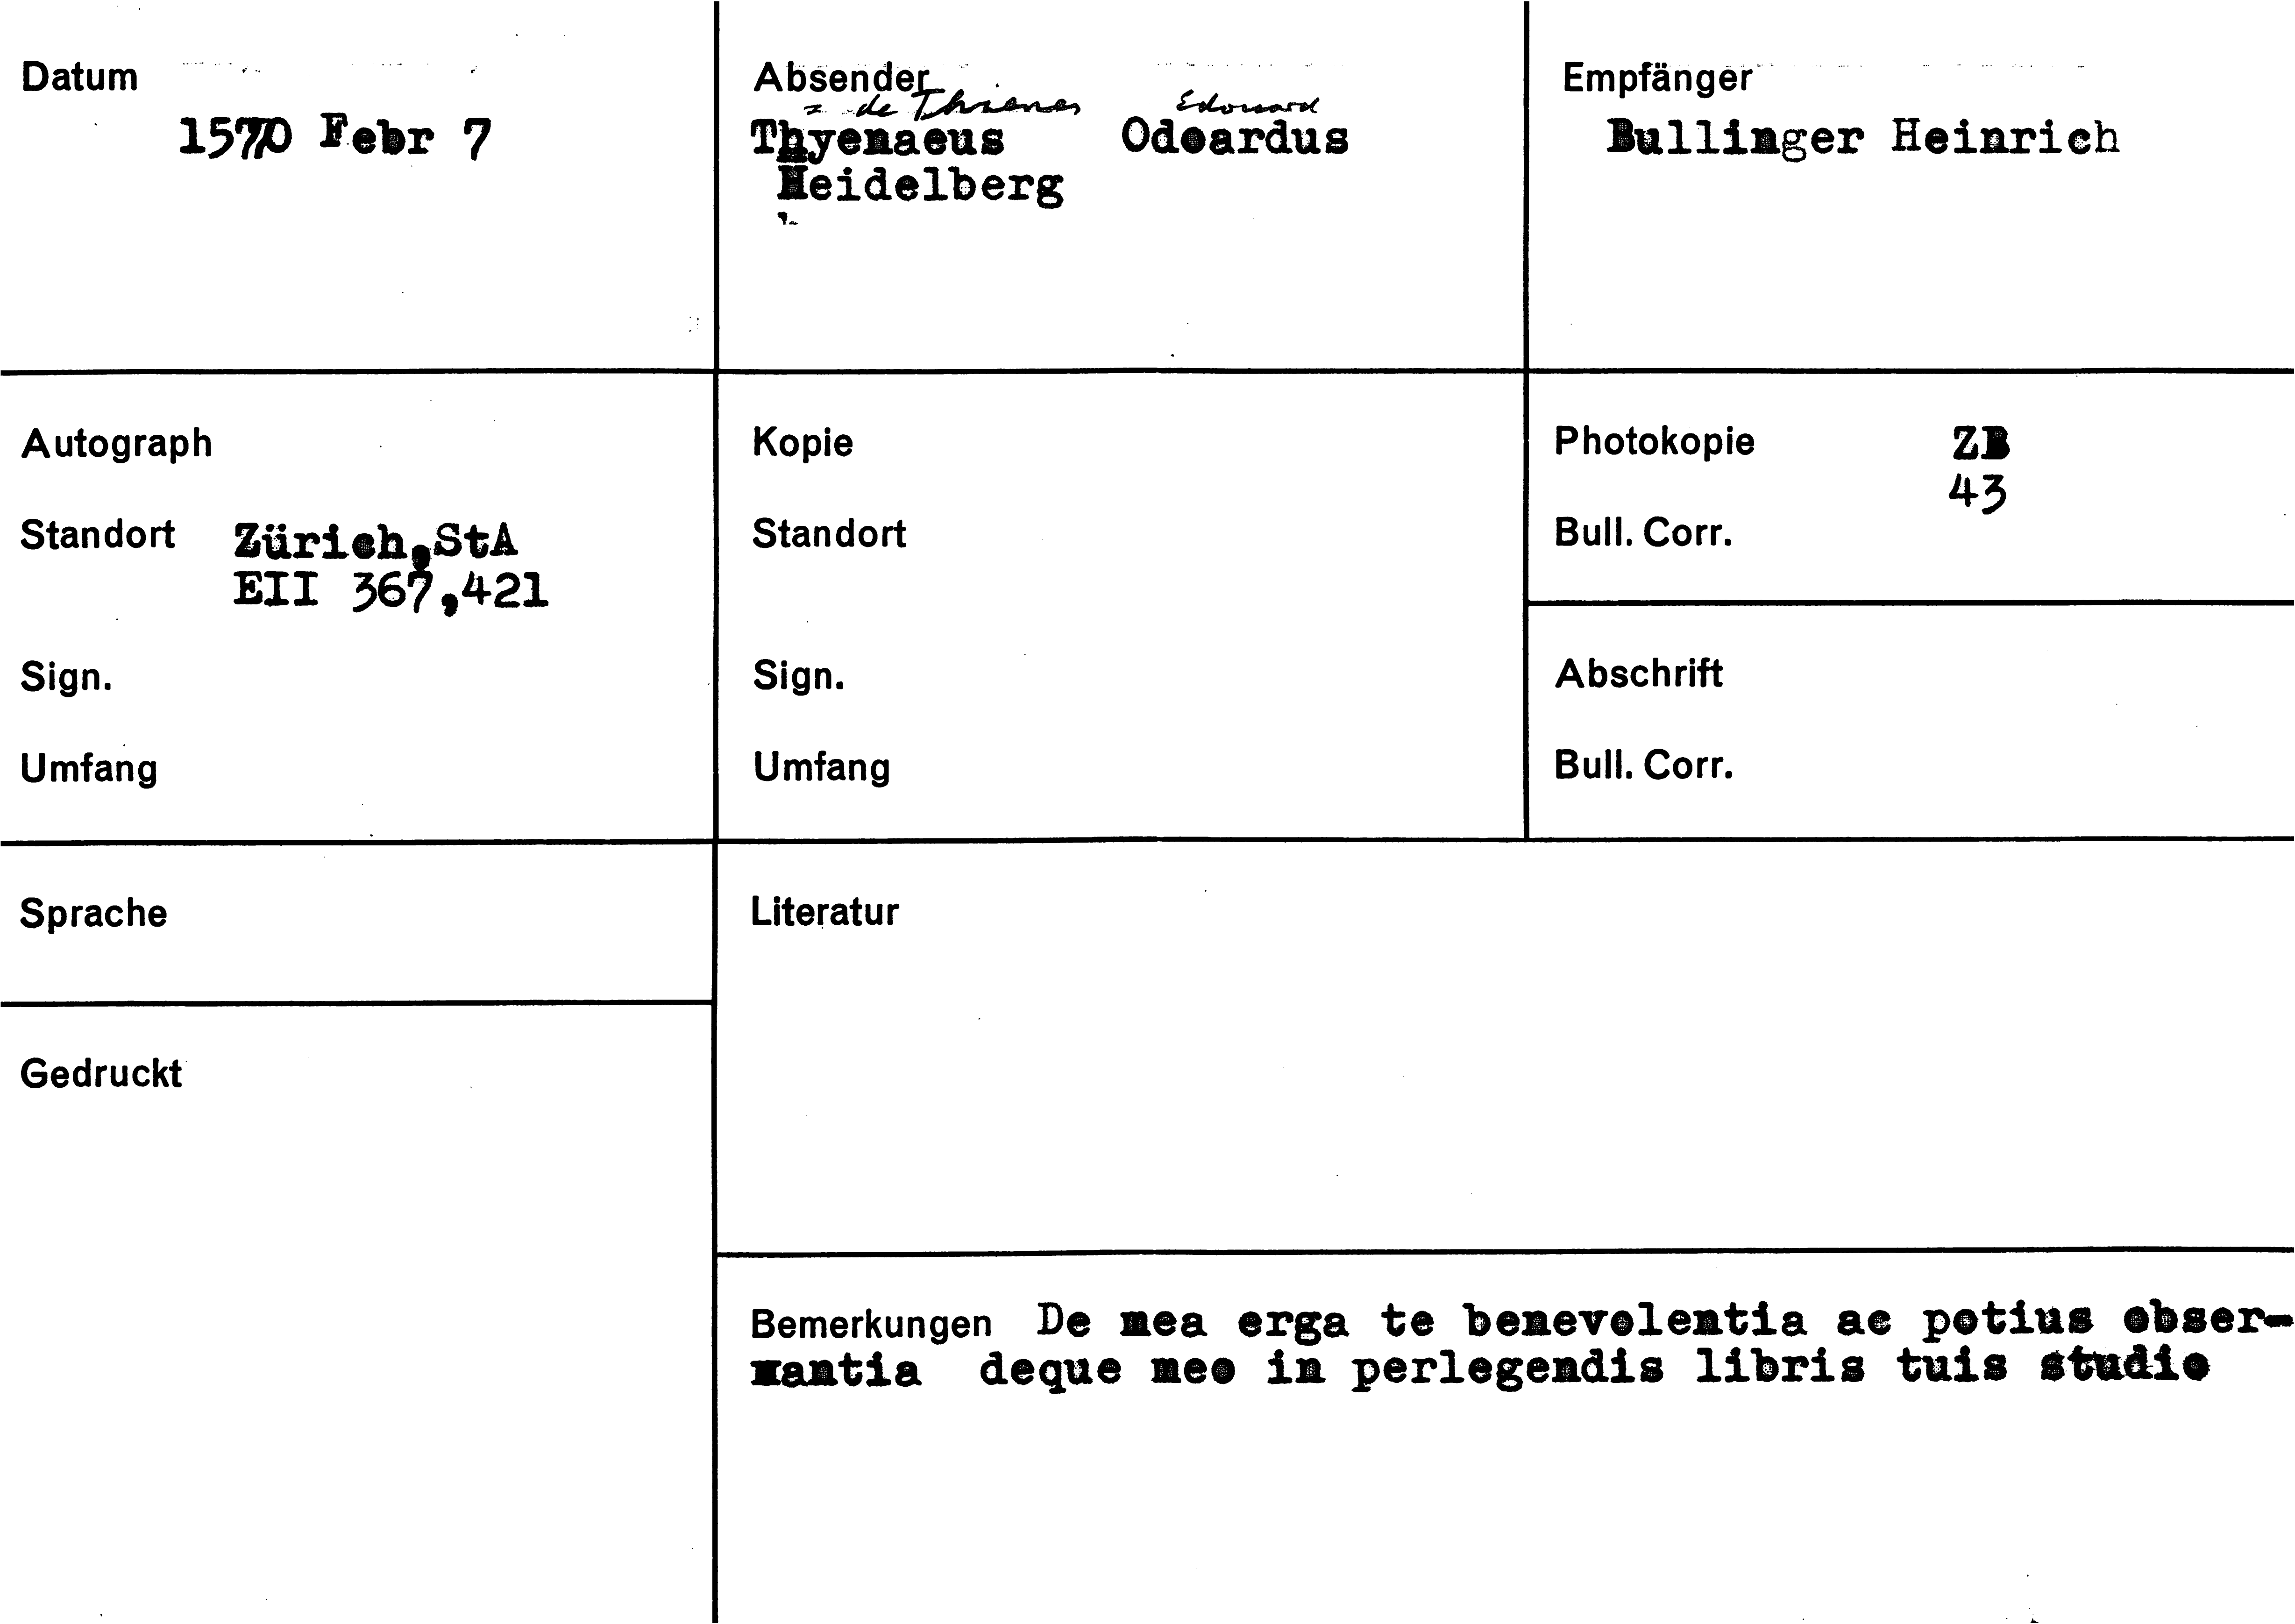 Datum
1570 Febr 7
Absender
= de Thienes Edouard
Thyenaeus Odoardus
Heidelberg
Empfänger
Bullinger Heinrich
Autograph
Standort Zürich,StA
EII 367,421
Sign.
Umfang
Kopie
Standort
Sign.
Umfang
Photokopie ZB
43
Bull. Corr.
Abschrift
Bull. Corr.
Sprache
Gedruckt
Literatur
Bemerkungen De mea erga te benevolentia ac potius obser-
vantia deque meo in perlegendis libris tuis studio